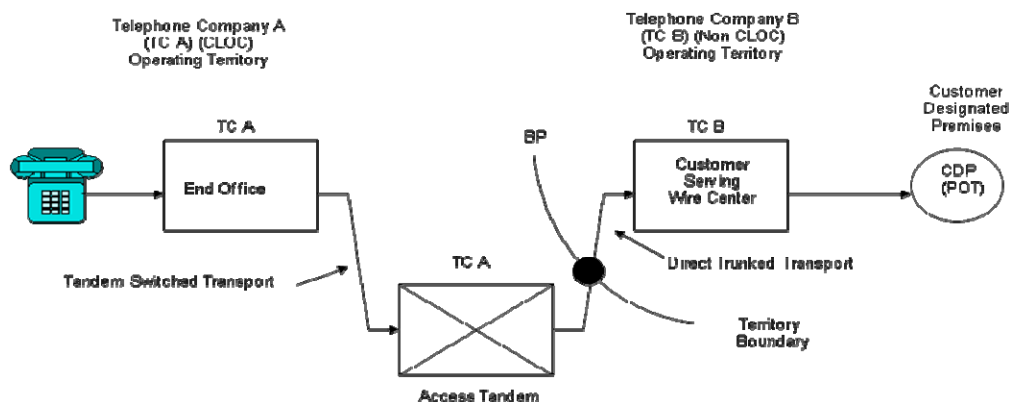 Telephone Company A
(TC A) (CLOC)
Operating Territory
Telephone Company B
(TC B) (Non CLOC)
Operating Territory
Customer
Designated
Premises
TC A
End Office
BP
TC B
Customer
Serving
Wire Center
CDP
(POT)
Tandem Switched Transport
TC A
Direct Trunked Transport
Territory
Boundary
Access Tandem